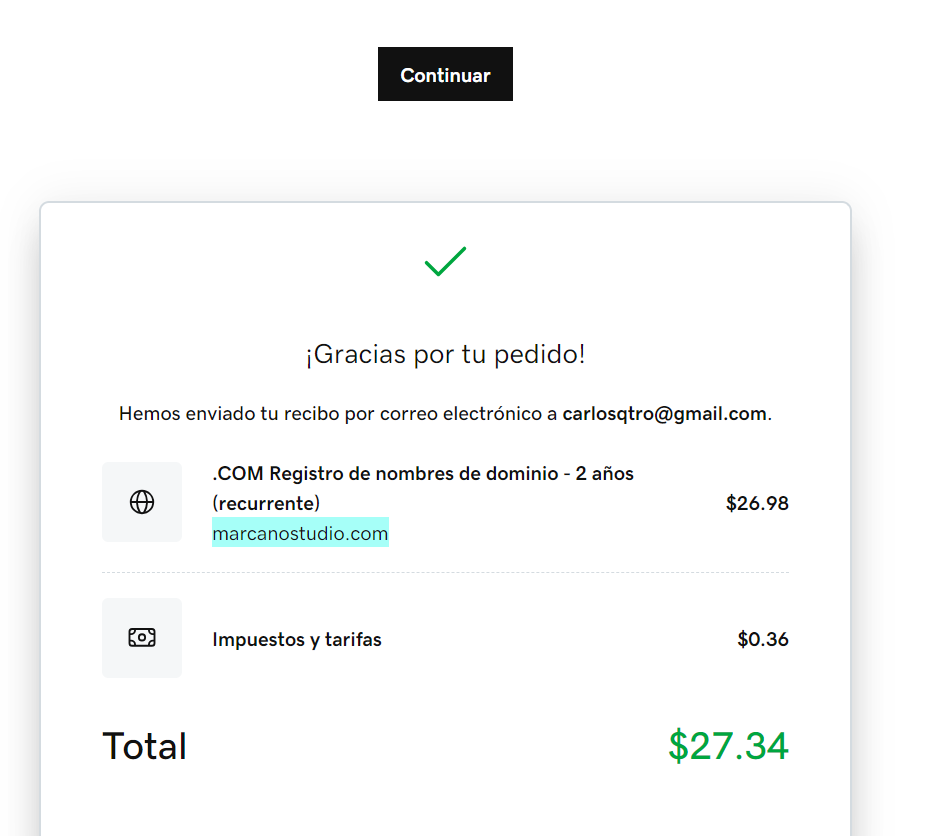 Continuar
¡Gracias por tu pedido!
Hemos enviado tu recibo por correo electrónico a carlosqtro@gmail.com.
.COM Registro de nombres de dominio - 2 años
(recurrente)
$26.98
marcanostudio.com
Impuestos y tarifas
$0.36
Total
$27.34